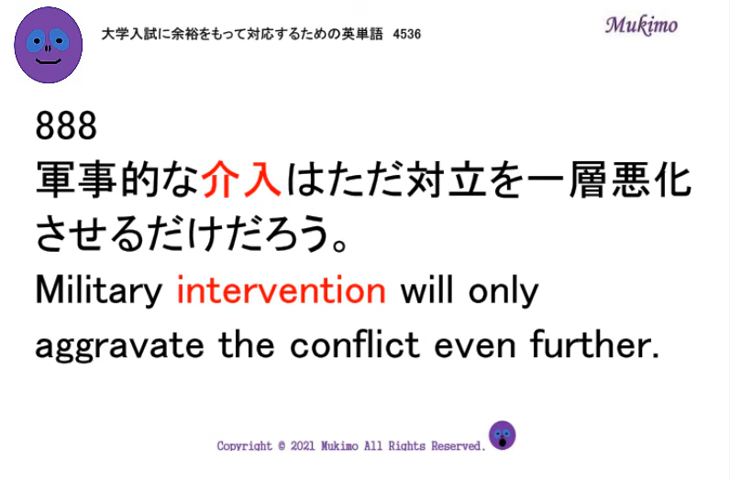 大学入試に余裕をもって対応するための英単語 4536
Mukimo
888
軍事的な介入はただ対立を一層悪化
させるだけだろう。
Military intervention will only
aggravate the conflict even further.
Copyright © 2021 Mukimo All Rights Reserved.